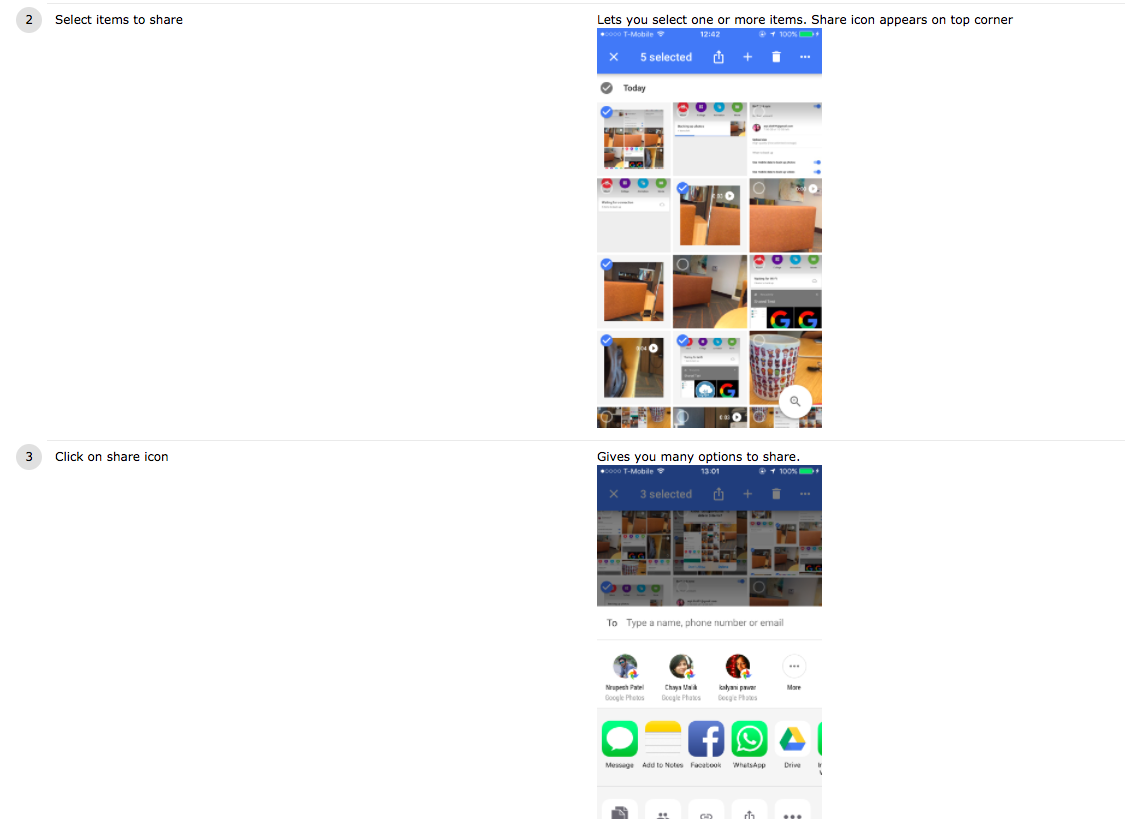 2 Select items to share
Lets you select one or more items. Share icon appears on top corner
T-Mobile 12:42 100%
5 selected
Today
3 Click on share icon
Gives you many options to share.
T-Mobile 13:01 100%
3 selected
To Type a name, phone number or email
Nrupesh Patel Chaya Malik kalyani pawar More
Google Photos Google Photos Google Photos
Message Add to Notes Facebook WhatsApp Drive